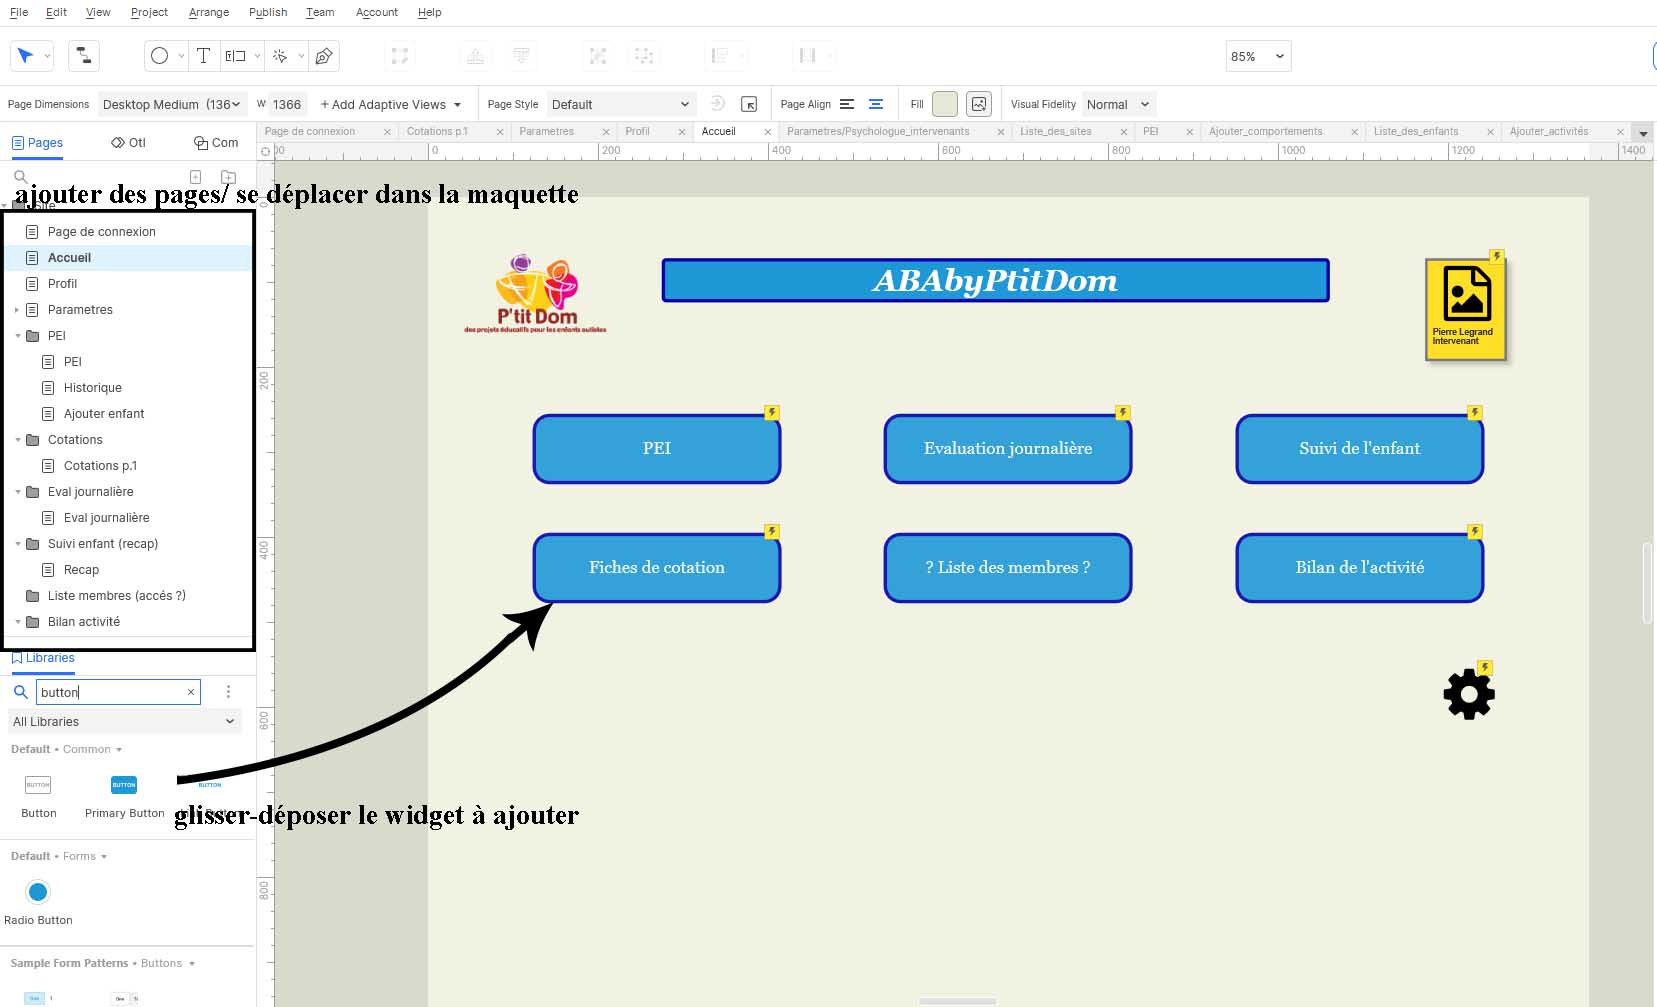 File Edit View Project Arrange Publish Team Account Help
85%
Page Dimensions Desktop Medium (136 W: 1366 + Add Adaptive Views Page Style Default Page Align Fill Visual Fidelity Normal
Pages Otl Com
Page de connexion Cotations p.1 Parametres Profil Accueil Parametres/Psychologue_intervenants Liste_des_sites PEI Ajouter_comportements Liste_des_enfants Ajouter_activités
0 200 400 600 800 1000 1200 1400
ajouter des pages/ se déplacer dans la maquette
Page de connexion
Accueil
Profil
Parametres
PEI
PEI
Historique
Ajouter enfant
Cotations
Cotations p.1
Eval journalière
Eval journalière
Suivi enfant (recap)
Recap
Liste membres (accés ?)
Bilan activité
Libraries
button
All Libraries
Default • Common
BUTTON BUTTON BUTTON
Button Primary Button
glisser-déposer le widget à ajouter
Default • Forms
Radio Button
Sample Form Patterns • Buttons
0
200
400
600
800
P'tit Dom
des projets éducatifs pour les enfants autistes
ABAbyPtitDom
Pierre Legrand
Intervenant
PEI Evaluation journalière Suivi de l'enfant
Fiches de cotation ? Liste des membres ? Bilan de l'activité